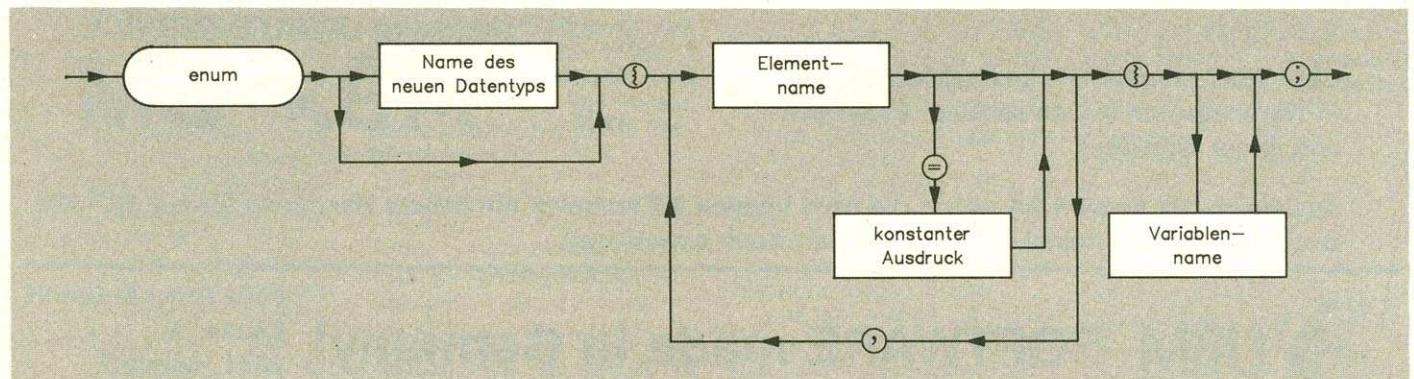 enum
Name des
neuen Datentyps
{
Element-
name
}
;
=
konstanter
Ausdruck
Variablen-
name
,